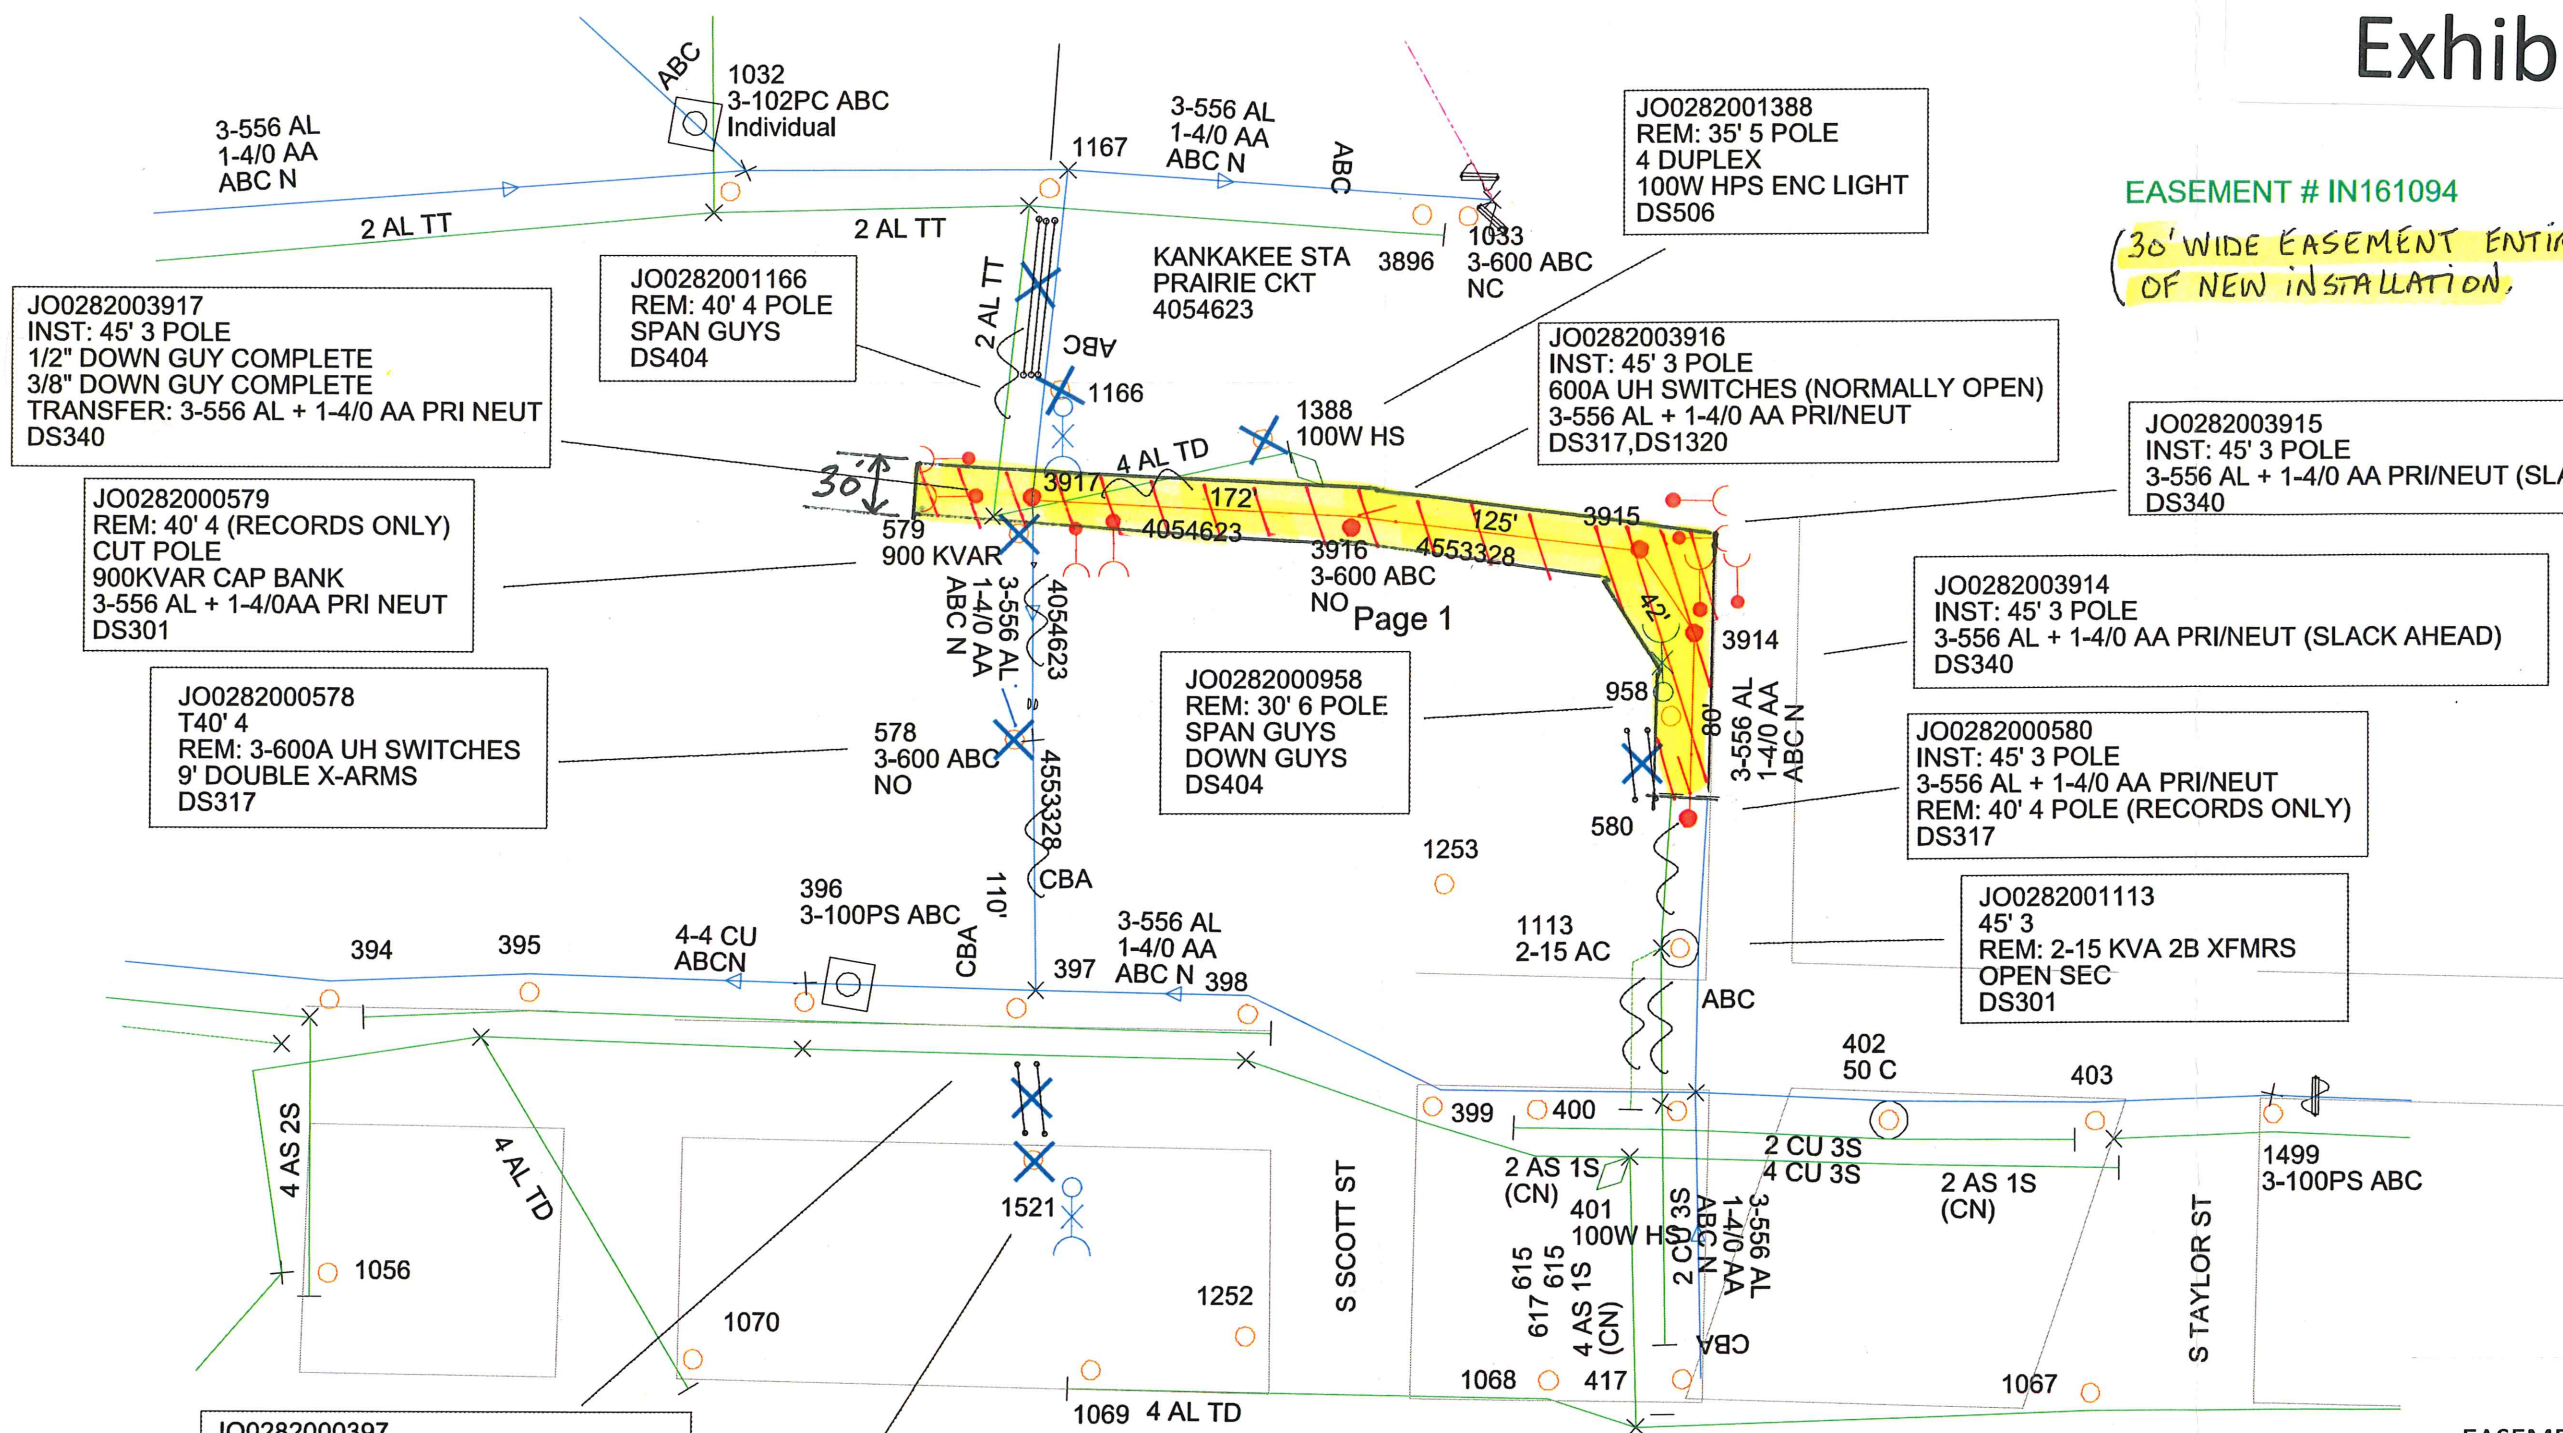 Exhib
ABC
1032
3-102PC ABC
Individual
3-556 AL
1-4/0 AA
ABC N
1167
3-556 AL
1-4/0 AA
ABC N
ABC
JO0282001388
REM: 35' 5 POLE
4 DUPLEX
100W HPS ENC LIGHT
DS506
EASEMENT # IN161094
(30' WIDE EASEMENT
OF NEW INSTALLATION.
2 AL TT
2 AL TT
KANKAKEE STA
PRAIRIE CKT
4054623
3896
1033
3-600 ABC
NC
JO0282003917
INST: 45' 3 POLE
1/2" DOWN GUY COMPLETE
3/8" DOWN GUY COMPLETE
TRANSFER: 3-556 AL + 1-4/0 AA PRI NEUT
DS340
JO0282001166
REM: 40' 4 POLE
SPAN GUYS
DS404
2 AL TT
ABC
1166
1388
100W HS
JO0282003916
INST: 45' 3 POLE
600A UH SWITCHES (NORMALLY OPEN)
3-556 AL + 1-4/0 AA PRI/NEUT
DS317,DS1320
JO0282003915
INST: 45' 3 POLE
3-556 AL + 1-4/0 AA PRI/NEUT (SLA
DS340
30'
4 AL TD
3917
172'
4054623
125'
4553328
3915
JO0282000579
REM: 40' 4 (RECORDS ONLY)
CUT POLE
900KVAR CAP BANK
3-556 AL + 1-4/0AA PRI NEUT
DS301
579
900 KVAR
3916
3-600 ABC
NO
Page 1
42'
3914
JO0282003914
INST: 45' 3 POLE
3-556 AL + 1-4/0 AA PRI/NEUT (SLACK AHEAD)
DS340
4054623
3-556 AL
1-4/0 AA
ABC N
JO0282000578
T40' 4
REM: 3-600A UH SWITCHES
9' DOUBLE X-ARMS
DS317
578
3-600 ABC
NO
4553328
JO0282000958
REM: 30' 6 POLE
SPAN GUYS
DOWN GUYS
DS404
958
80'
3-556 AL
1-4/0 AA
ABC N
JO0282000580
INST: 45' 3 POLE
3-556 AL + 1-4/0 AA PRI/NEUT
REM: 40' 4 POLE (RECORDS ONLY)
DS317
580
1253
JO0282001113
45' 3
REM: 2-15 KVA 2B XFMRS
OPEN SEC
DS301
1113
2-15 AC
ABC
394
395
4-4 CU
ABCN
396
3-100PS ABC
CBA
110'
CBA
397
3-556 AL
1-4/0 AA
ABC N
398
399
400
402
50 C
403
1499
3-100PS ABC
2 CU 3S
4 CU 3S
2 AS 1S
(CN)
2 AS 1S
(CN)
401
100W HS
4 AS 2S
4 AL TD
1521
1056
1070
1252
S SCOTT ST
617 615
615
4 AS 1S
(CN)
2 CU 3S
ABC N
1-4/0 AA
3-556 AL
CBA
S TAYLOR ST
1069
4 AL TD
1068
417
1067
JO0282000397
EASEME